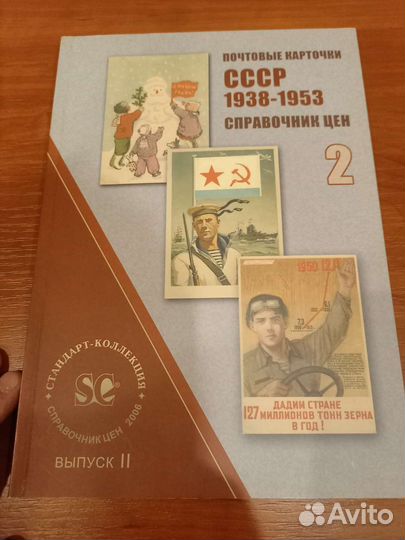 ПОЧТОВЫЕ КАРТОЧКИ
СССР
1938-1953
СПРАВОЧНИК ЦЕН
2
1950
127
ДАДИМ СТРАНЕ
МИЛЛИОНОВ ТОНН ЗЕРНА
В ГОД!
СТАНДАРТ-КОЛЛЕКЦИЯ
SC®
СПРАВОЧНИК ЦЕН 2006
ВЫПУСК II
Avito